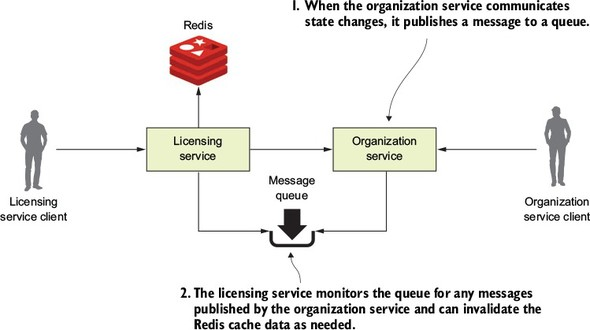 1. When the organization service communicates
state changes, it publishes a message to a queue.
Redis
Licensing
service
Organization
service
Message
queue
Licensing
service client
Organization
service client
2. The licensing service monitors the queue for any messages
published by the organization service and can invalidate the
Redis cache data as needed.